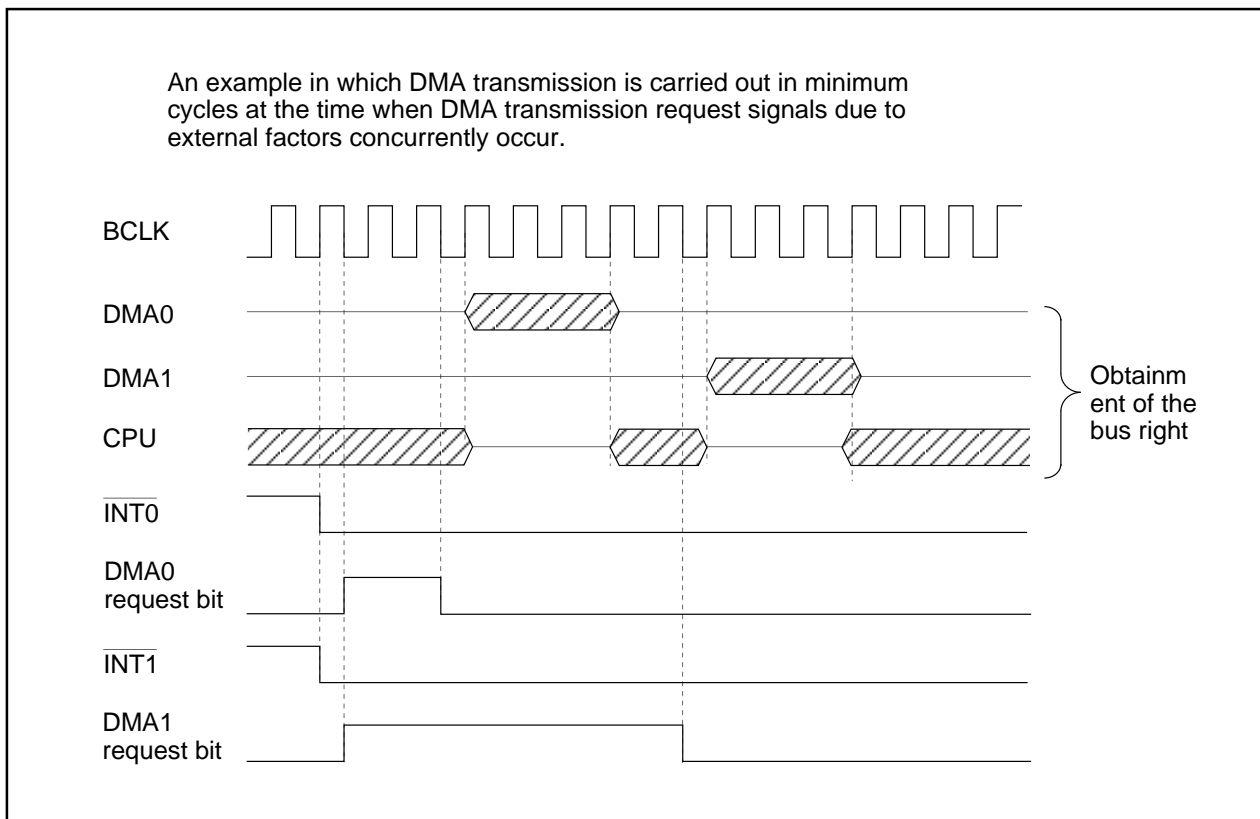 An example in which DMA transmission is carried out in minimum
cycles at the time when DMA transmission request signals due to
external factors concurrently occur.
BCLK
DMA0
DMA1
CPU
Obtainm
ent of the
bus right
INT0
DMA0
request bit
INT1
DMA1
request bit